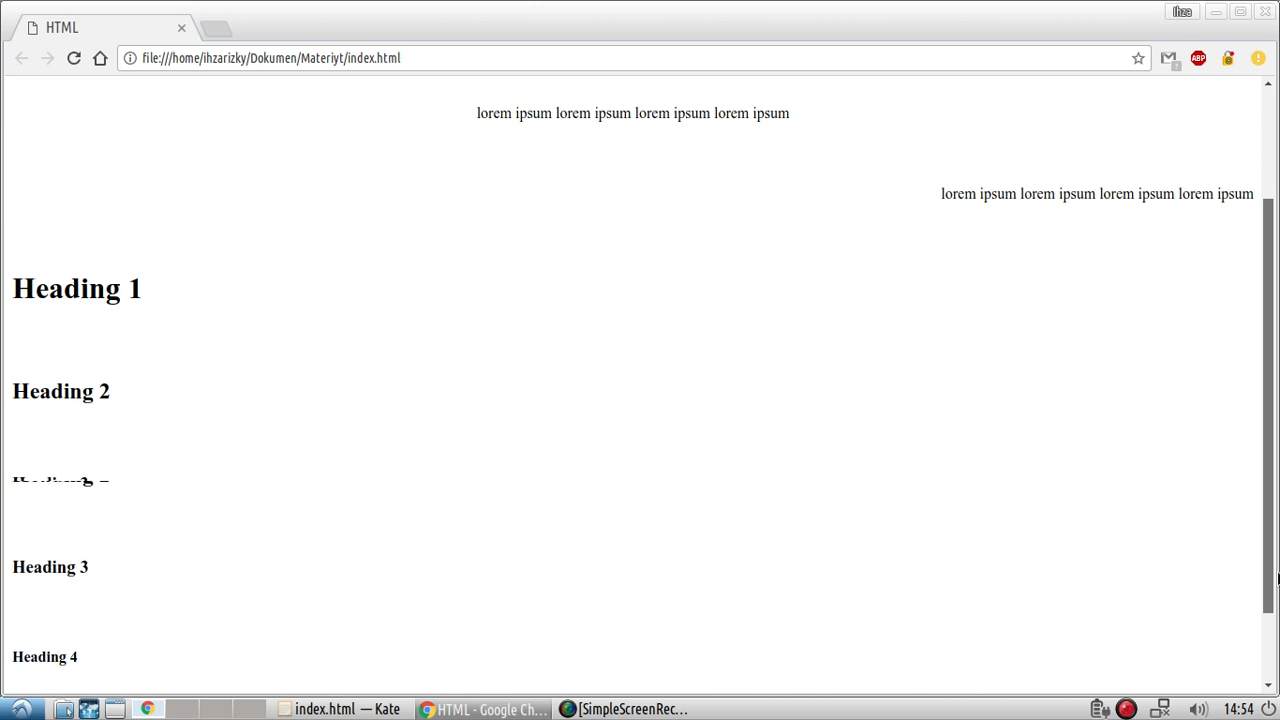 HTML
Ihza
file:///home/ihzarizky/Dokumen/Materiyt/index.html
ABP
lorem ipsum lorem ipsum lorem ipsum lorem ipsum
lorem ipsum lorem ipsum lorem ipsum lorem ipsum
Heading 1
Heading 2
Heading 3
Heading 4
index.html — Kate
HTML - Google Ch...
[SimpleScreenRec...
14:54